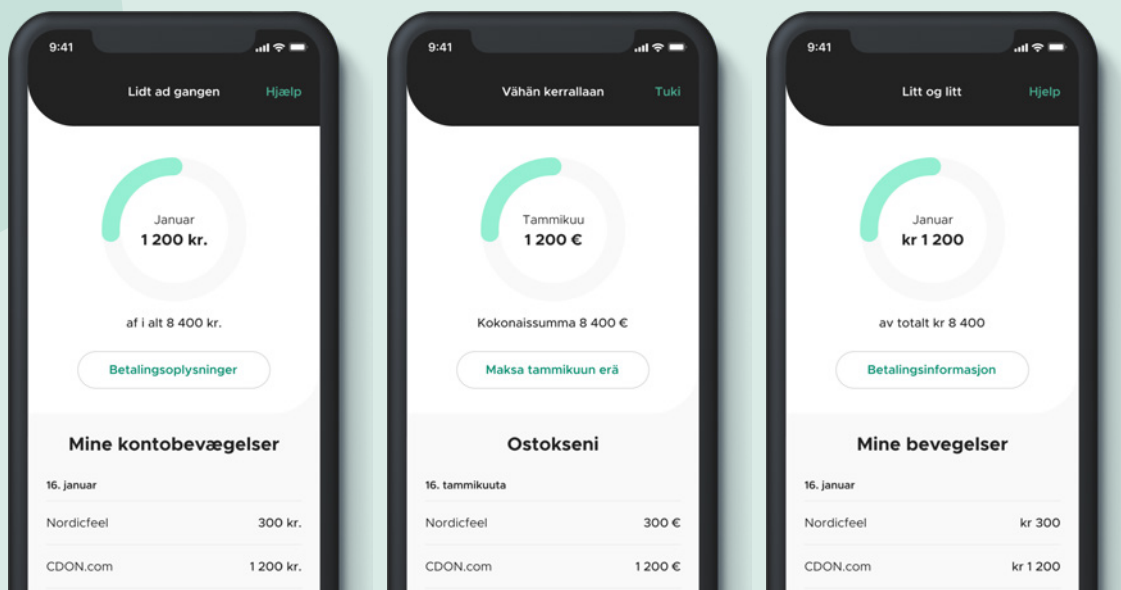 9:41
Lidt ad gangen
Hjælp
Januar
1 200 kr.
af i alt 8 400 kr.
Betalingsoplysninger
Mine kontobevægelser
16. januar
Nordicfeel 300 kr.
CDON.com 1 200 kr.
9:41
Vähän kerrallaan
Tuki
Tammikuu
1 200 €
Kokonaissumma 8 400 €
Maksa tammikuun erä
Ostokseni
16. tammikuuta
Nordicfeel 300 €
CDON.com 1 200 €
9:41
Litt og litt
Hjelp
Januar
kr 1 200
av totalt kr 8 400
Betalingsinformasjon
Mine bevegelser
16. januar
Nordicfeel kr 300
CDON.com kr 1 200